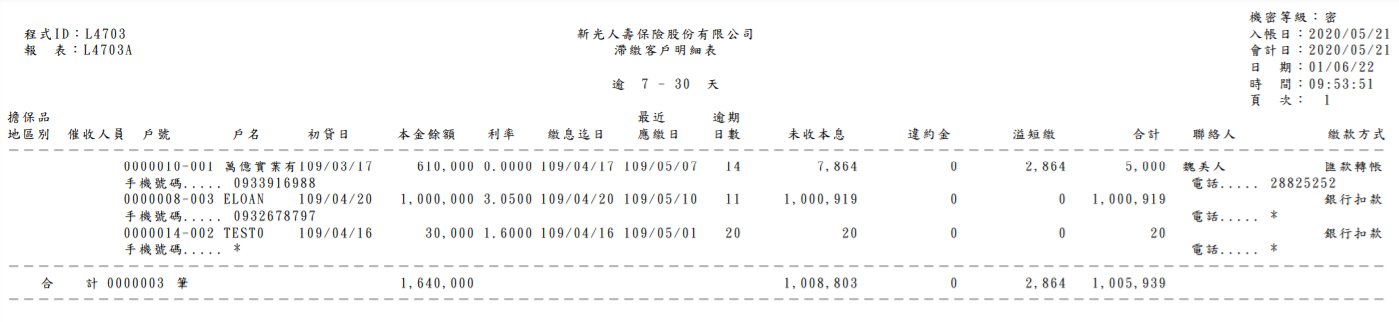 機密等級：密
程式ID：L4703 新光人壽保險股份有限公司 入帳日：2020/05/21
報 表：L4703A 滯繳客戶明細表 會計日：2020/05/21
日 期：01/06/22
逾 7 - 30 天 時 間：09:53:51
頁 次： 1
擔保品 最近 逾期
地區別 催收人員 戶號 戶名 初貸日 本金餘額 利率 繳息迄日 應繳日 日數 未收本息 違約金 溢短繳 合計 聯絡人 繳款方式
0000010-001 萬億實業有109/03/17 610,000 0.0000 109/04/17 109/05/07 14 7,864 0 2,864 5,000 魏美人 匯款轉帳
手機號碼..... 0933916988 電話..... 28825252
0000008-003 ELOAN 109/04/20 1,000,000 3.0500 109/04/20 109/05/10 11 1,000,919 0 0 1,000,919 銀行扣款
手機號碼..... 0932678797 電話..... *
0000014-002 TEST0 109/04/16 30,000 1.6000 109/04/16 109/05/01 20 20 0 0 20 銀行扣款
手機號碼..... * 電話..... *
合 計 0000003 筆 1,640,000 1,008,803 0 2,864 1,005,939